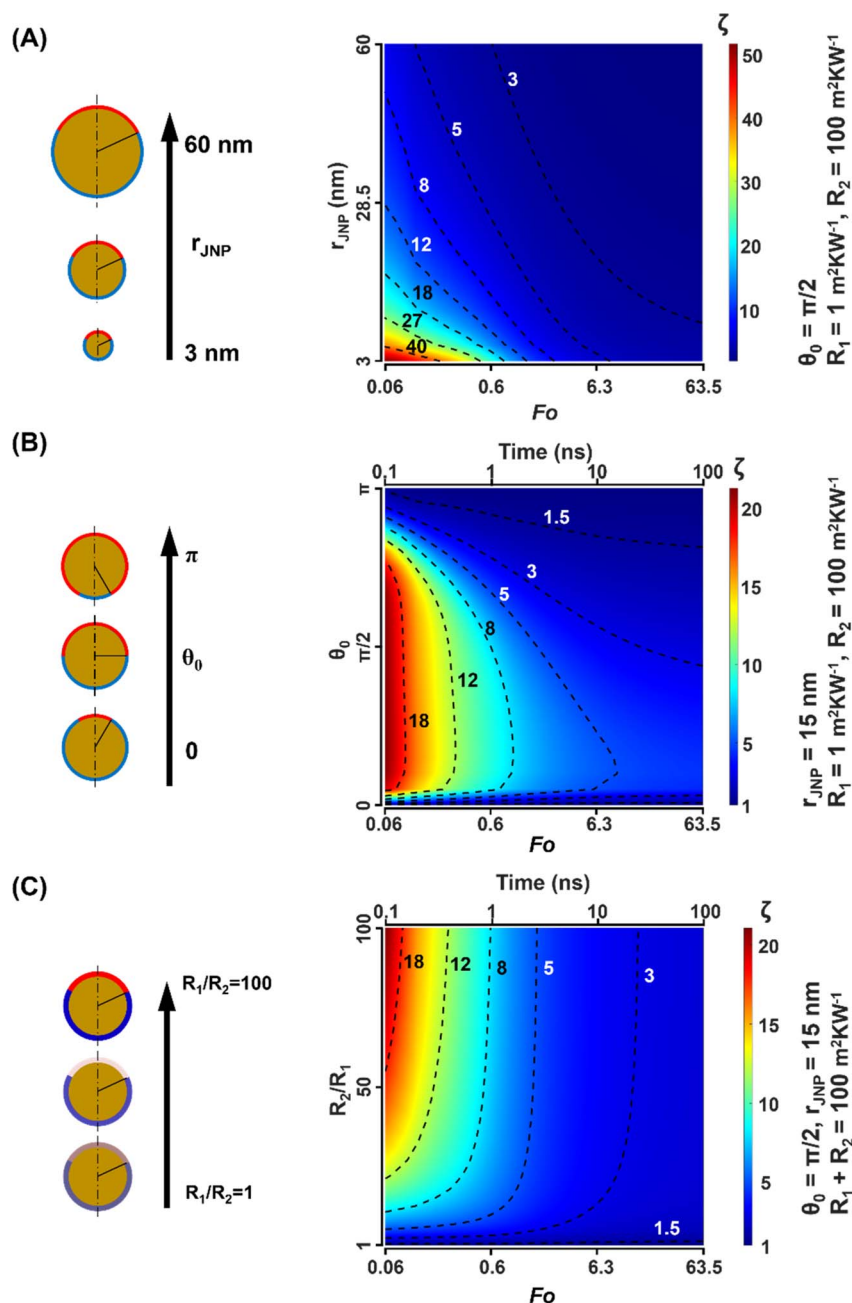 (A)
60 nm
r_JNP
3 nm
r_JNP (nm)
60
28.5
3
3
5
8
12
18
27
40
0.06
0.6
6.3
63.5
Fo
ζ
50
40
30
20
10
θ₀ = π/2
R₁ = 1 m²KW⁻¹, R₂ = 100 m²KW⁻¹
(B)
π
θ₀
0
Time (ns)
0.1
1
10
100
θ₀
π
π/2
0
1.5
3
5
8
12
18
0.06
0.6
6.3
63.5
Fo
ζ
20
15
10
5
1
r_JNP = 15 nm
R₁ = 1 m²KW⁻¹, R₂ = 100 m²KW⁻¹
(C)
R₁/R₂=100
R₁/R₂=1
Time (ns)
0.1
1
10
100
R₂/R₁
100
50
1
18
12
8
5
3
1.5
0.06
0.6
6.3
63.5
Fo
ζ
20
15
10
5
1
θ₀ = π/2, r_JNP = 15 nm
R₁ + R₂ = 100 m²KW⁻¹